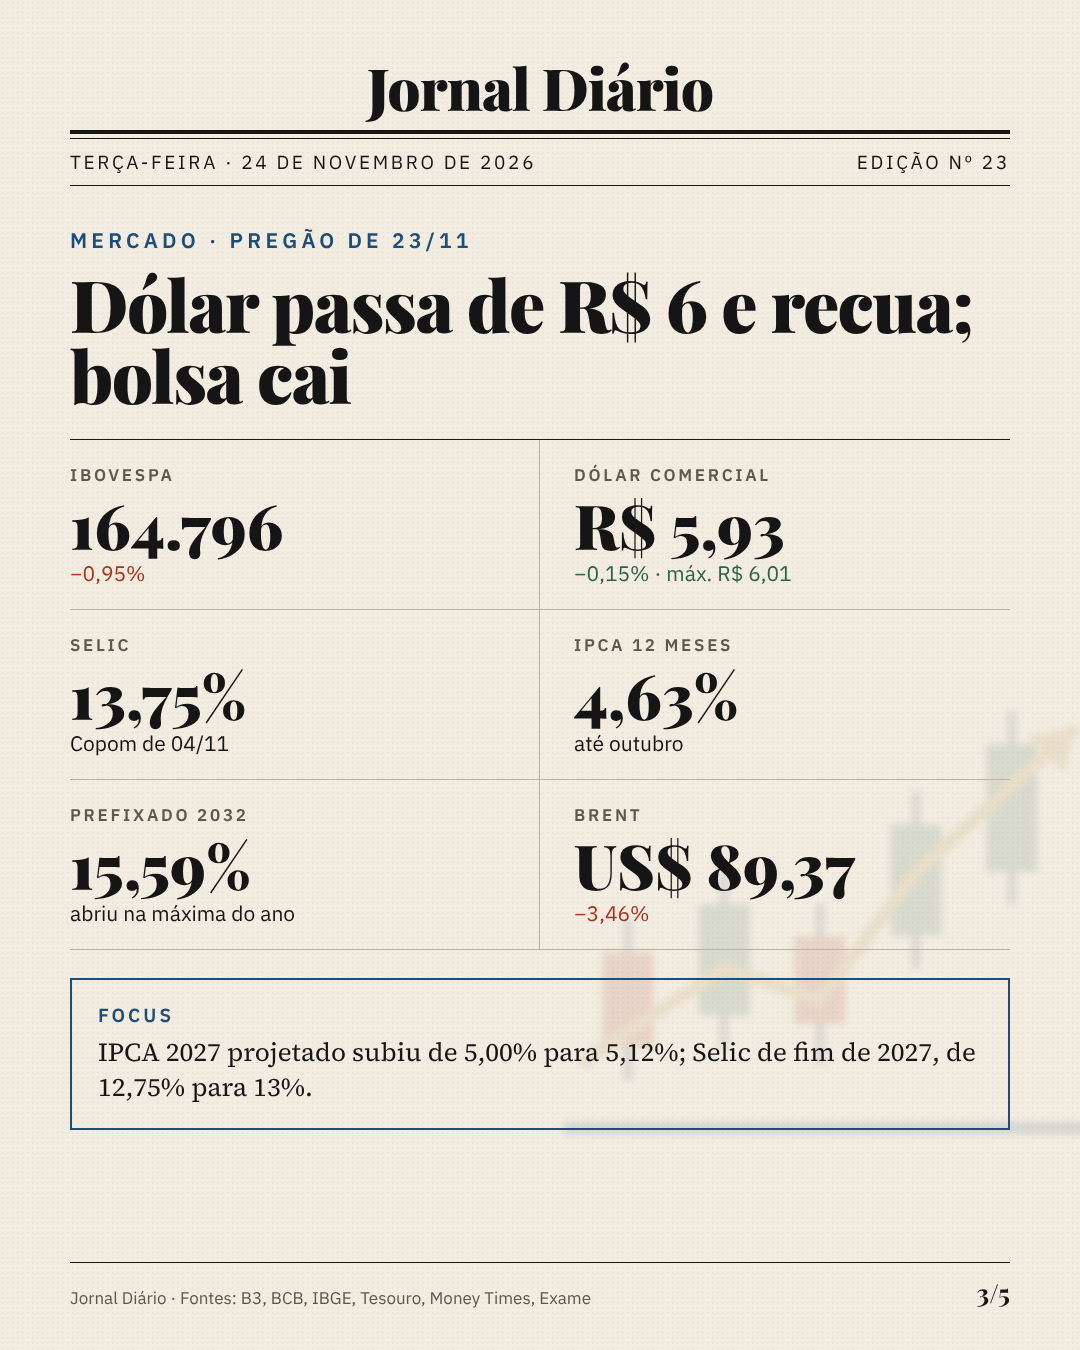 Jornal Diário
TERÇA-FEIRA · 24 DE NOVEMBRO DE 2026
EDIÇÃO Nº 23
MERCADO · PREGÃO DE 23/11
Dólar passa de R$ 6 e recua;
bolsa cai
IBOVESPA
164.796
−0,95%
DÓLAR COMERCIAL
R$ 5,93
−0,15% · máx. R$ 6,01
SELIC
13,75%
Copom de 04/11
IPCA 12 MESES
4,63%
até outubro
PREFIXADO 2032
15,59%
abriu na máxima do ano
BRENT
US$ 89,37
−3,46%
FOCUS
IPCA 2027 projetado subiu de 5,00% para 5,12%; Selic de fim de 2027, de
12,75% para 13%.
Jornal Diário · Fontes: B3, BCB, IBGE, Tesouro, Money Times, Exame
3/5